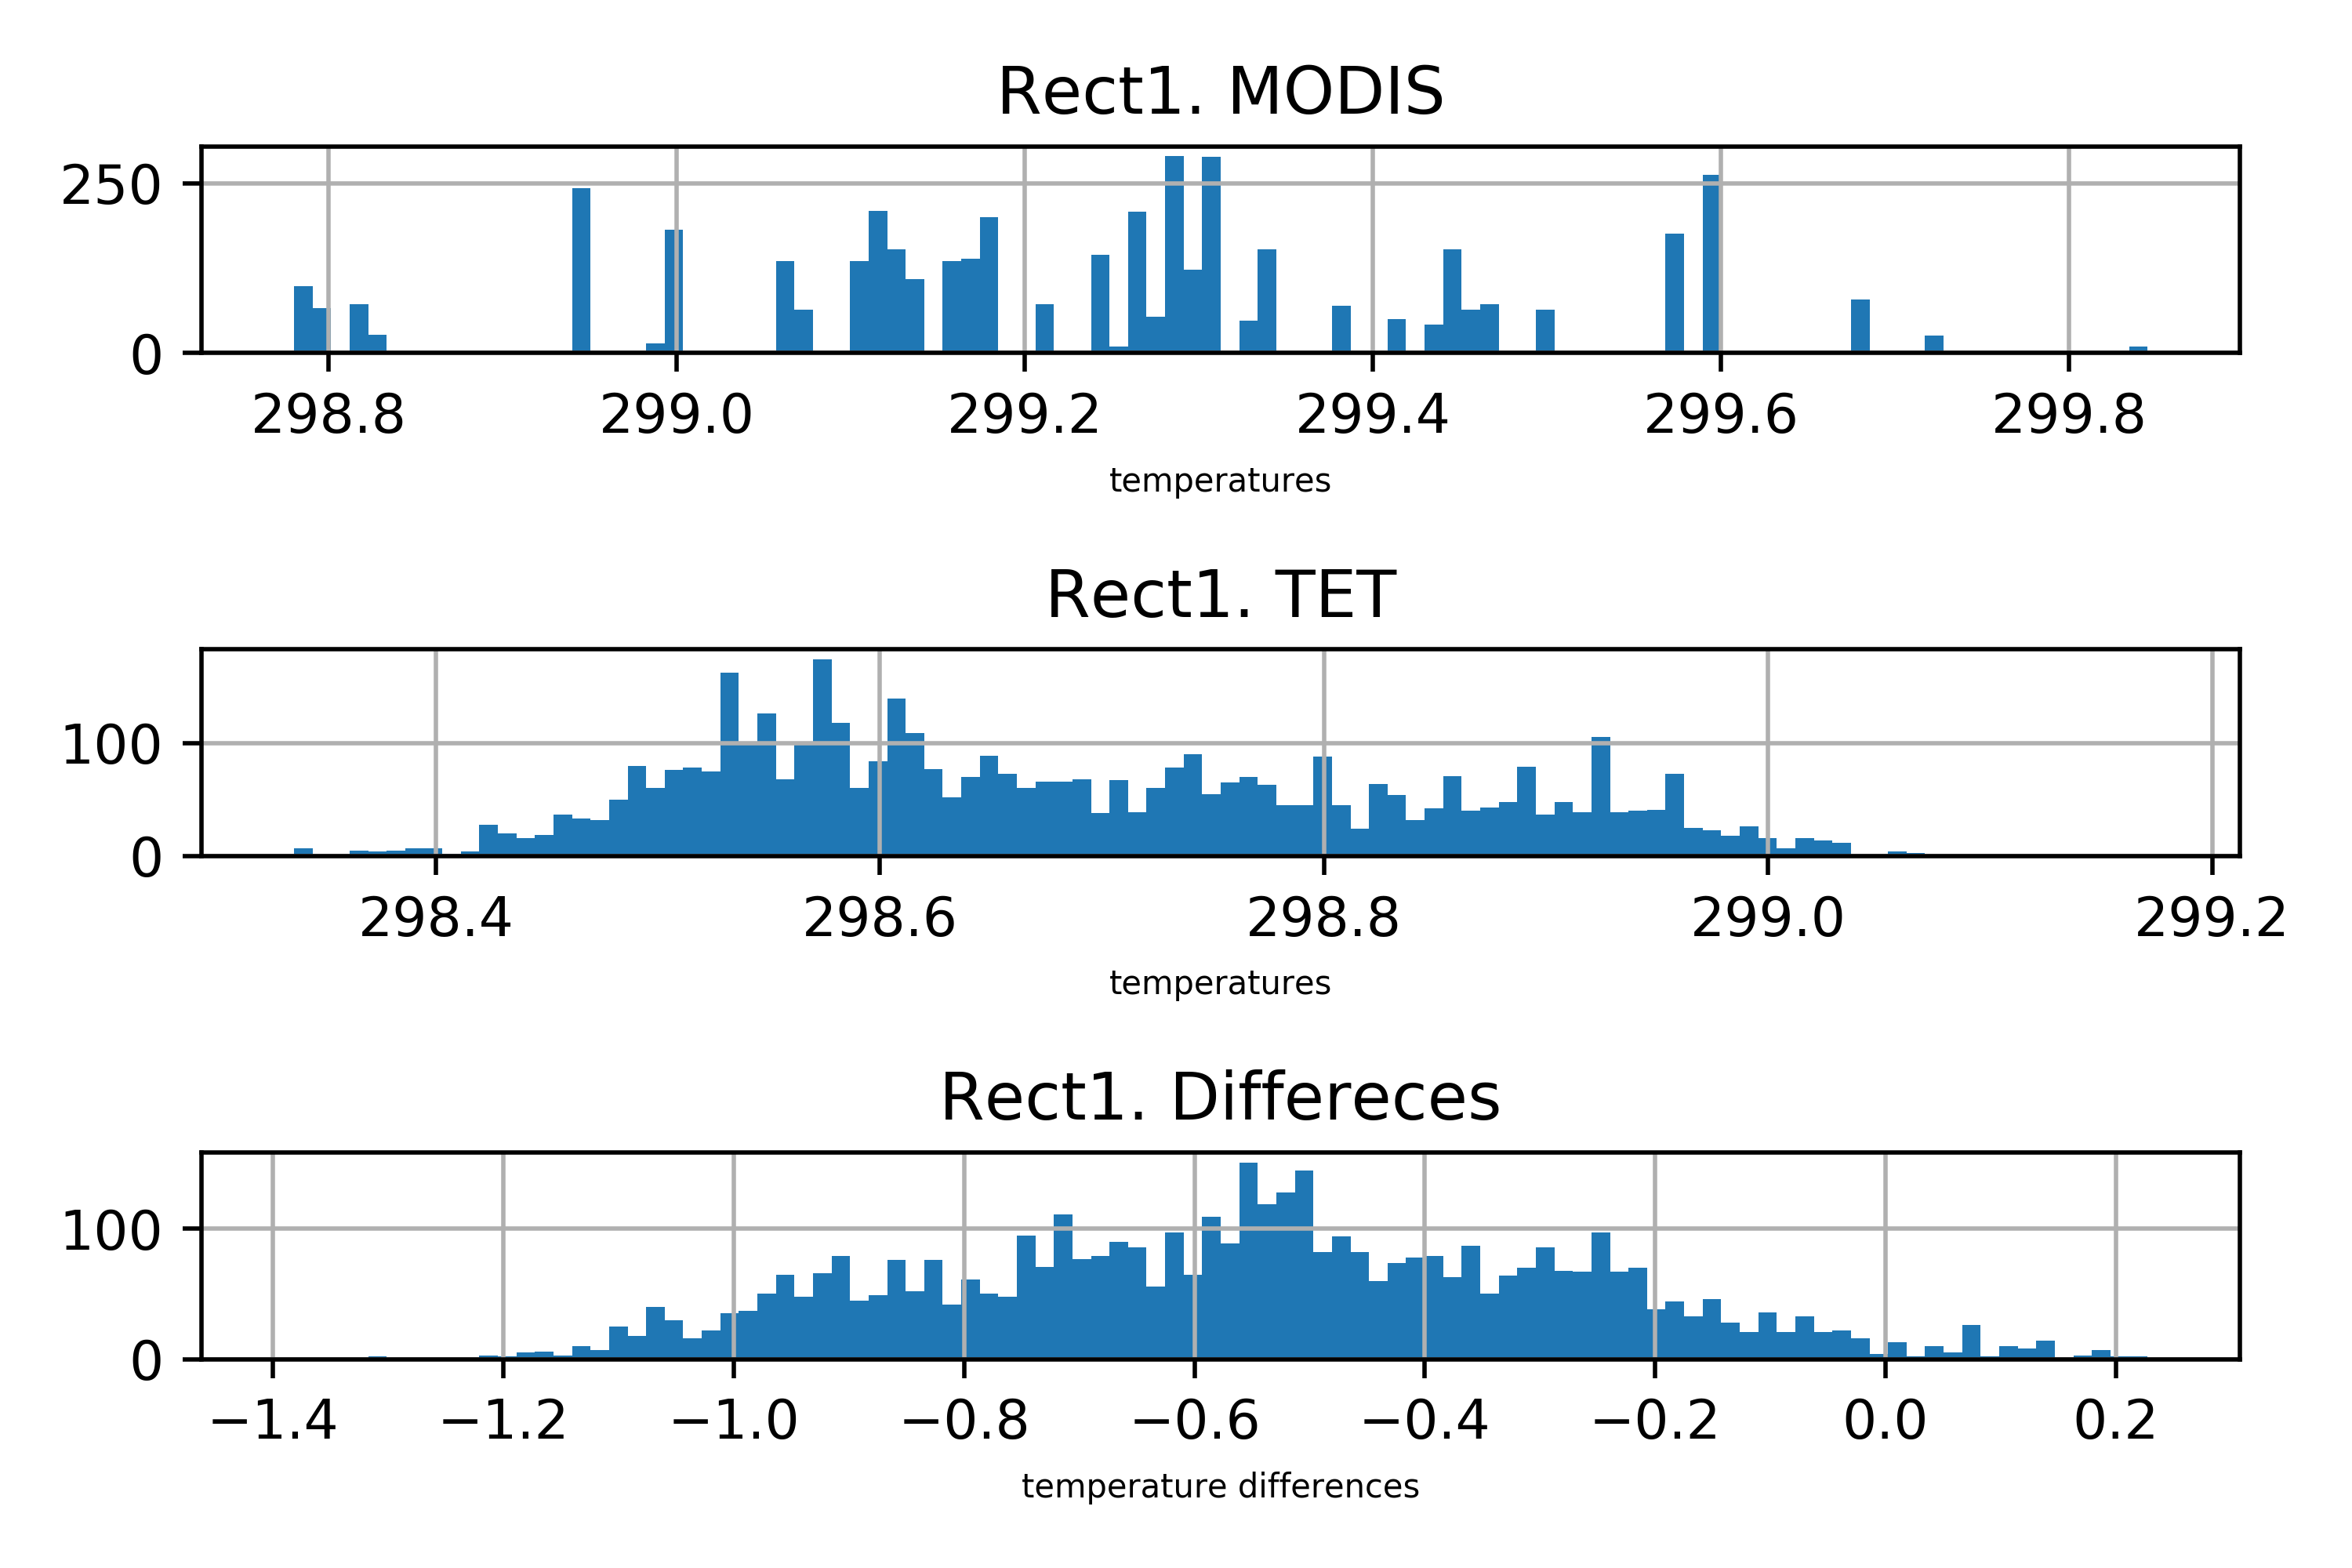 Rect1. MODIS
250
0
298.8 299.0 299.2 299.4 299.6 299.8
temperatures
Rect1. TET
100
0
298.4 298.6 298.8 299.0 299.2
temperatures
Rect1. Differeces
100
0
−1.4 −1.2 −1.0 −0.8 −0.6 −0.4 −0.2 0.0 0.2
temperature differences